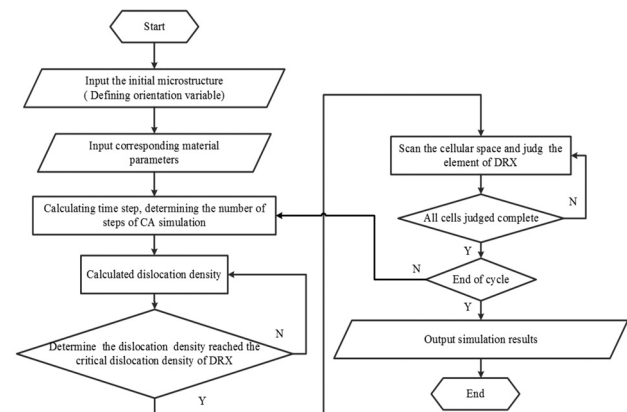 Start
Input the initial microstructure
( Defining orientation variable)
Input corresponding material
parameters
Calculating time step, determining the number of
steps of CA simulation
Calculated dislocation density
N
Determine the dislocation density reached the
critical dislocation density of DRX
Y
Scan the cellular space and judg the
element of DRX
N
All cells judged complete
Y
N
End of cycle
Y
Output simulation results
End